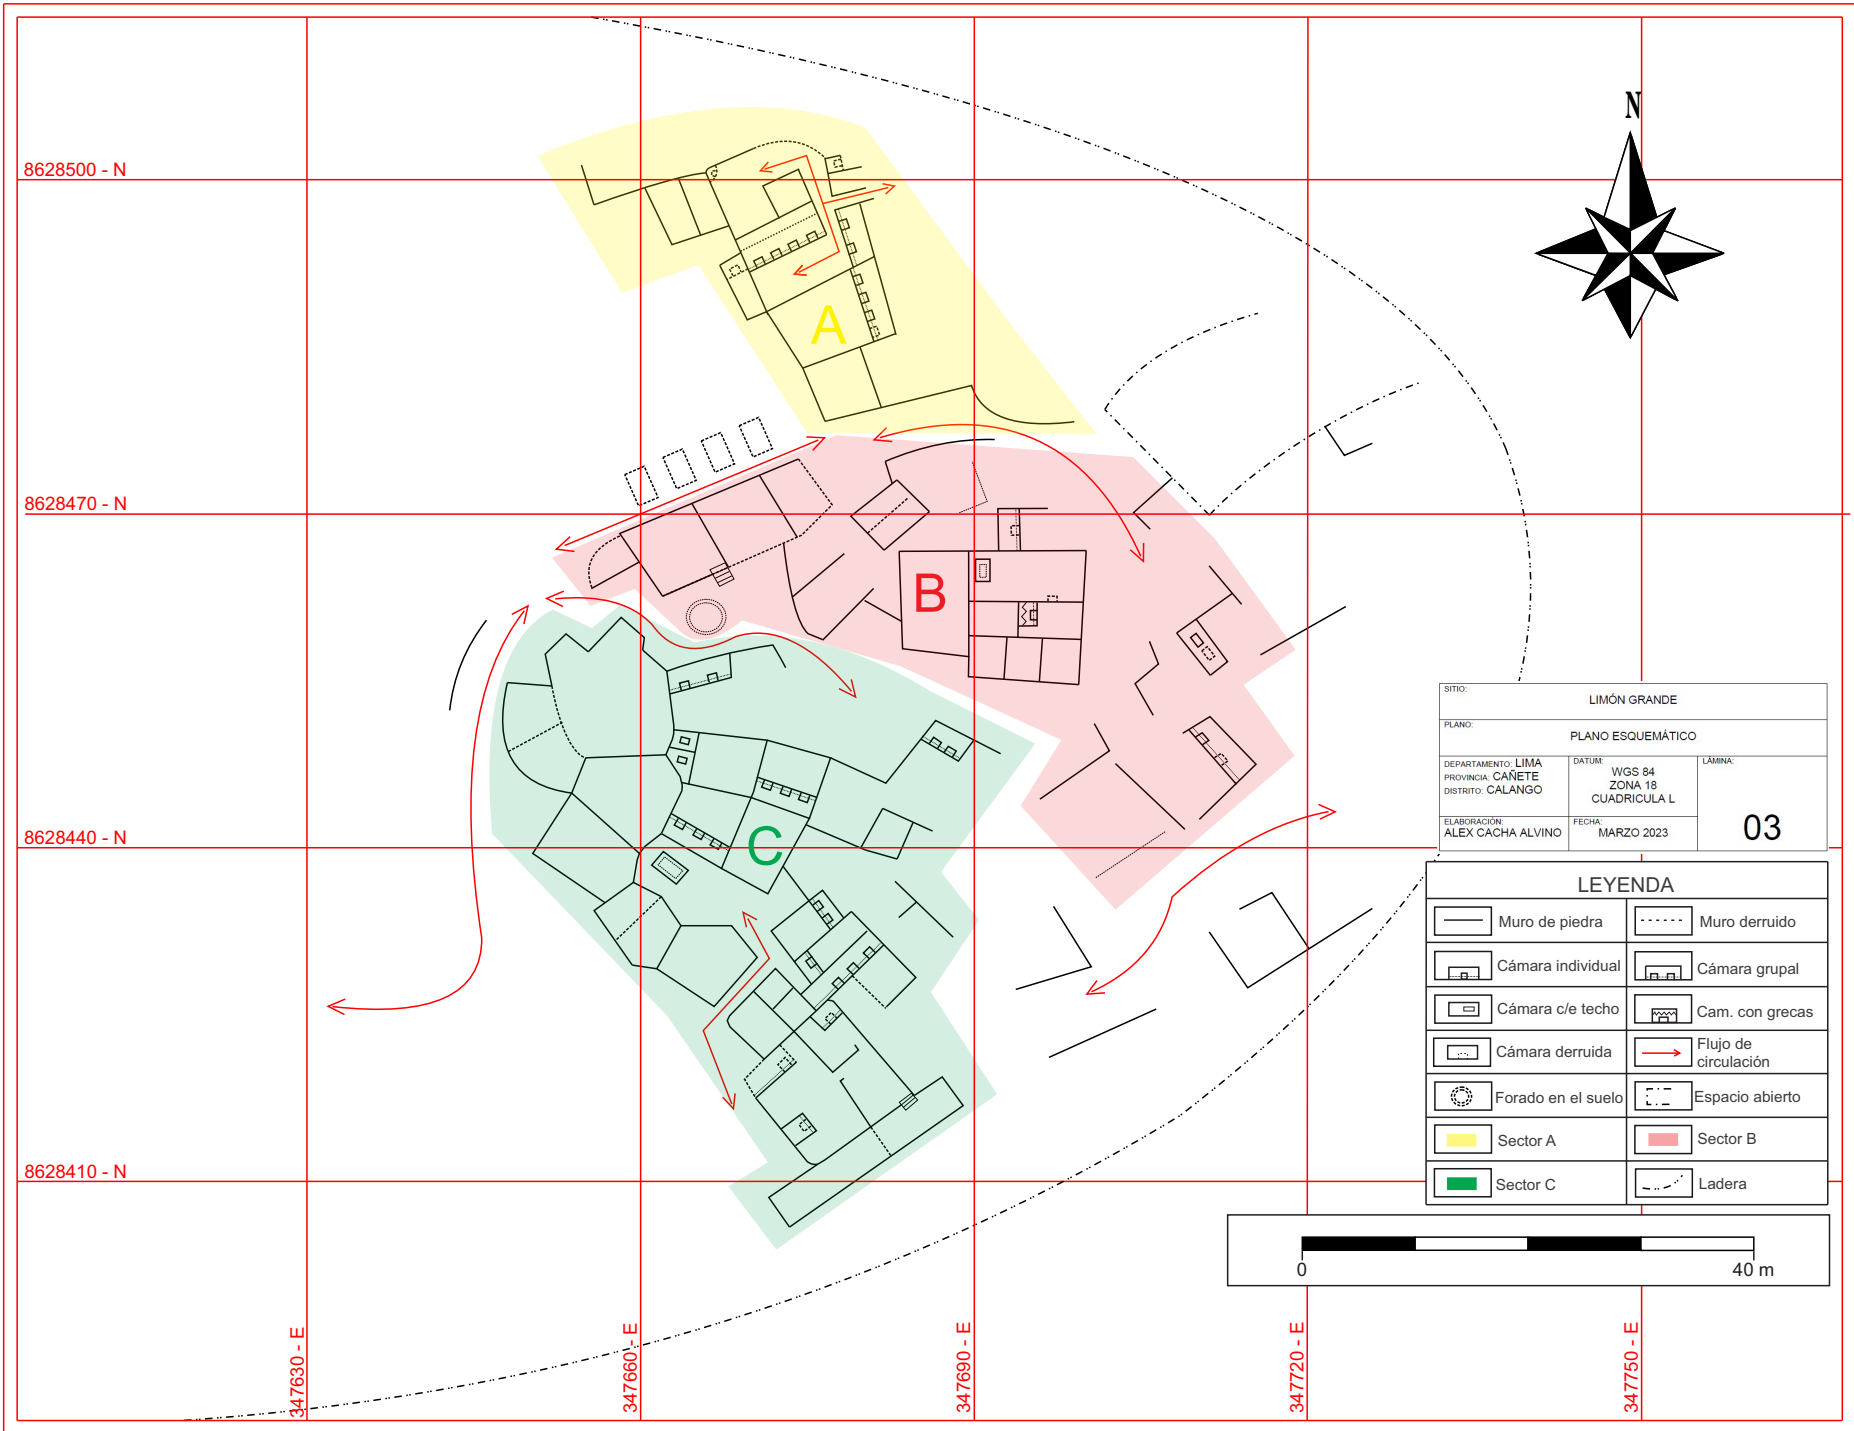 N
8628500 - N
A
8628470 - N
B
SITIO:
LIMÓN GRANDE
PLANO:
PLANO ESQUEMÁTICO
DEPARTAMENTO: LIMA
PROVINCIA: CAÑETE
DISTRITO: CALANGO
DATUM:
WGS 84
ZONA 18
CUADRICULA L
LÁMINA:
03
ELABORACIÓN:
ALEX CACHA ALVINO
FECHA:
MARZO 2023
8628440 - N
C
LEYENDA
Muro de piedra
Muro derruido
Cámara individual
Cámara grupal
Cámara c/e techo
Cam. con grecas
Cámara derruida
Flujo de
circulación
Forado en el suelo
Espacio abierto
Sector A
Sector B
Sector C
Ladera
8628410 - N
0
40 m
347630 - E
347660 - E
347690 - E
347720 - E
347750 - E